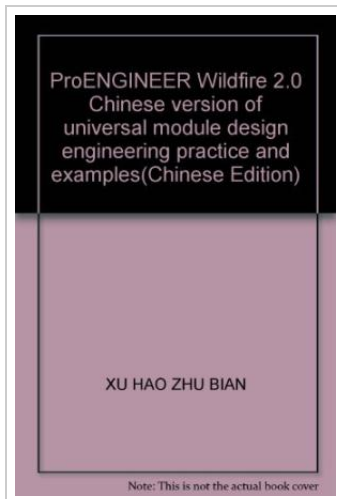 ProENGINEER Wildfire 2.0
Chinese version of
universal module design
engineering practice and
examples(Chinese Edition)
XU HAO ZHU BIAN
Note: This is not the actual book cover